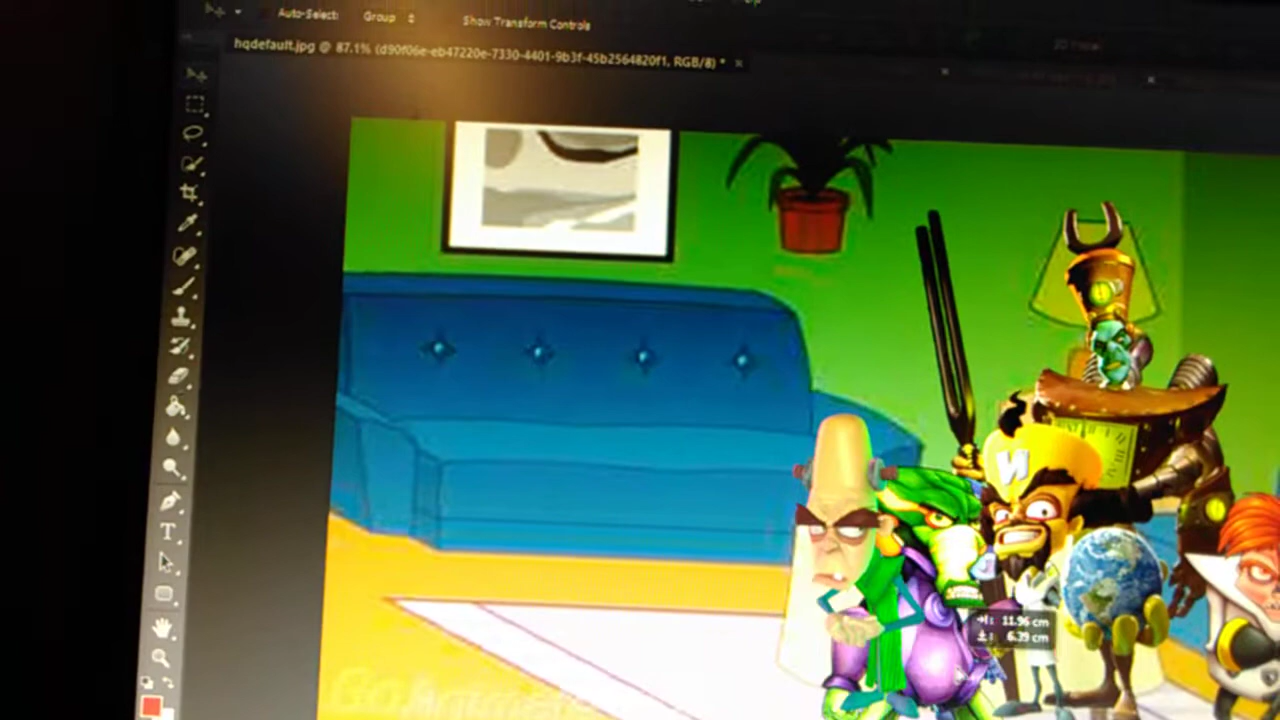 Auto-Select: Group Show Transform Controls
hqdefault.jpg @ 87.1% (d90f06e-eb47220e-7330-4401-9b3f-45b2564820f1, RGB/8) *
N
11.96 cm
6.39 cm
T
GoAnimate